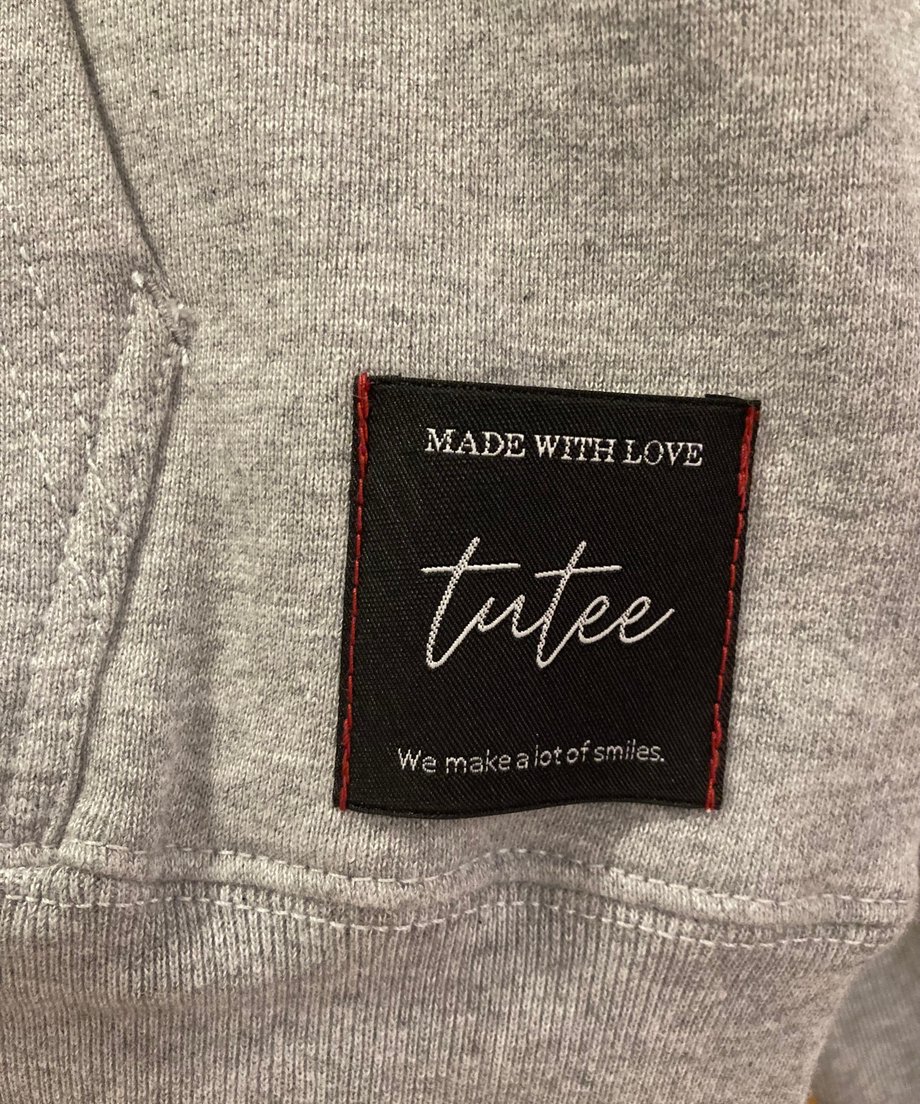 MADE WITH LOVE
tutee
We make a lot of smiles.